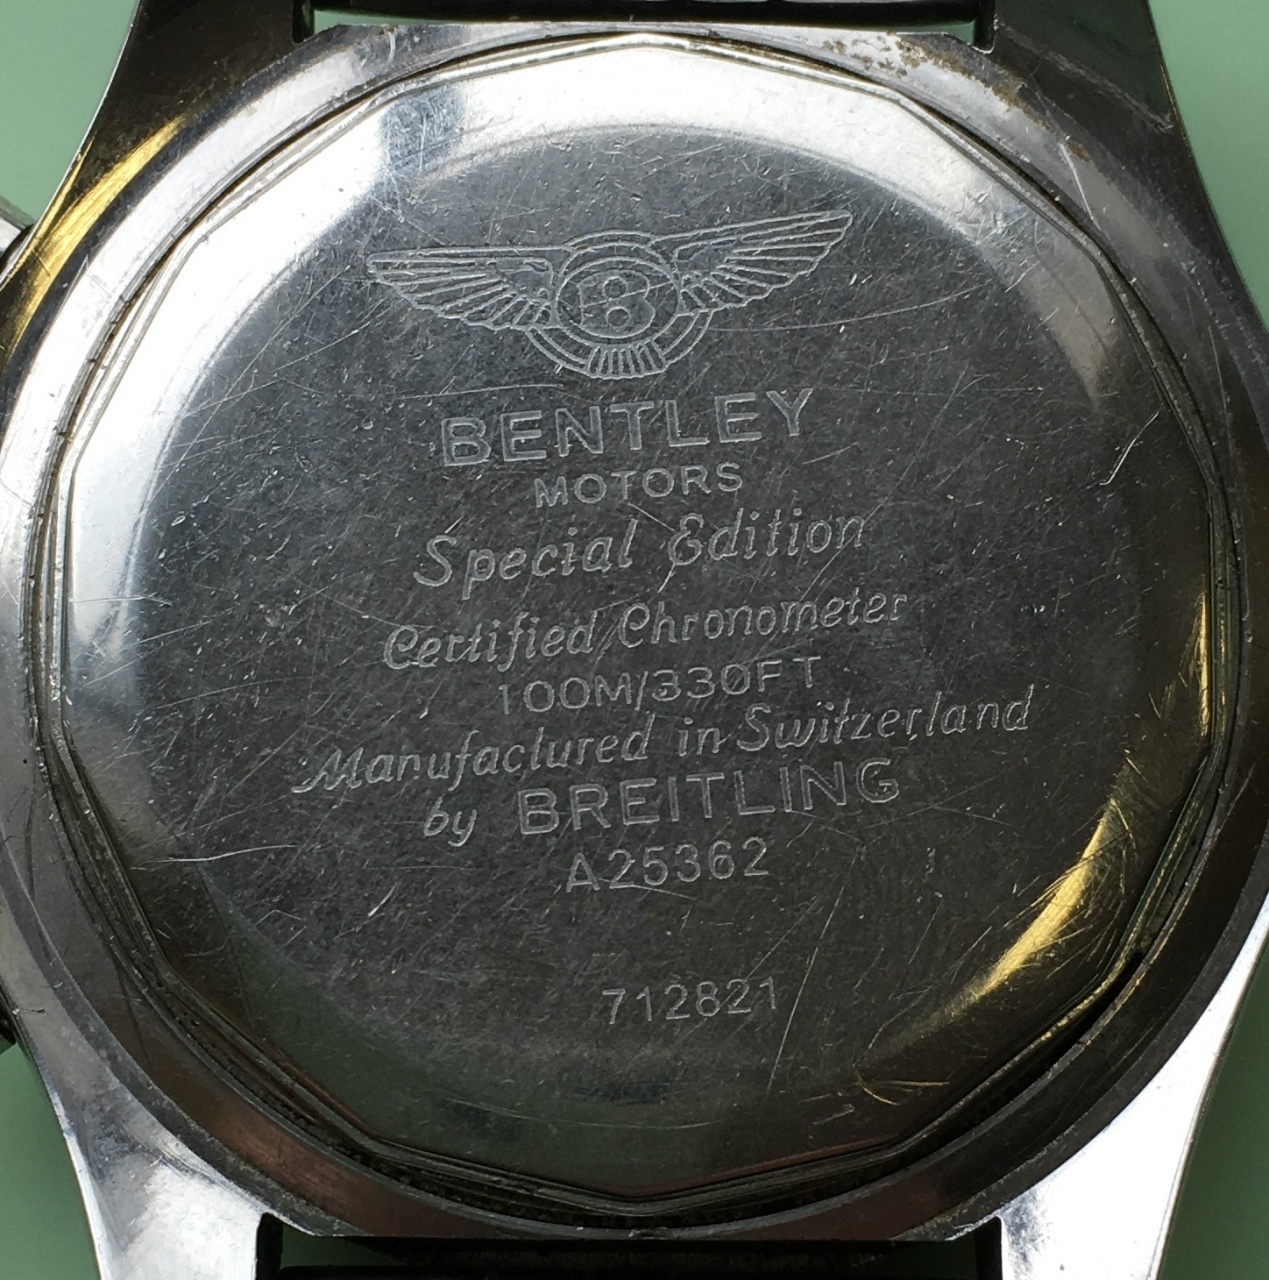 B
BENTLEY
MOTORS
Special Edition
Certified Chronometer
100M/330FT
Manufactured in Switzerland
by BREITLING
A25362
712821